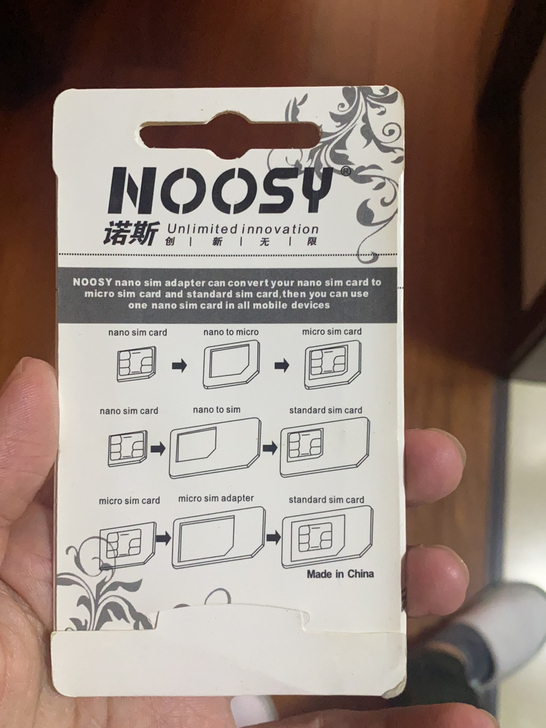 NOOSY®
诺斯 Unlimited innovation
创 | 新 | 无 | 限
NOOSY nano sim adapter can convert your nano sim card to
micro sim card and standard sim card,then you can use
one nano sim card in all mobile devices
nano sim card nano to micro micro sim card
nano sim card nano to sim standard sim card
micro sim card micro sim adapter standard sim card
Made in China